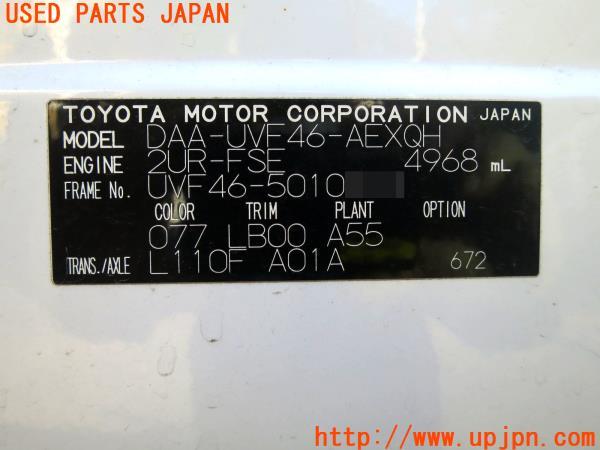 USED PARTS JAPAN
TOYOTA MOTOR CORPORATION JAPAN
MODEL DAA-UVF46-AEXQH
ENGINE 2UR-FSE 4968 mL
FRAME No. UVF46-5010
COLOR TRIM PLANT OPTION
077 LB00 A55
TRANS./AXLE L110F A01A 672
http://www.upjpn.com/